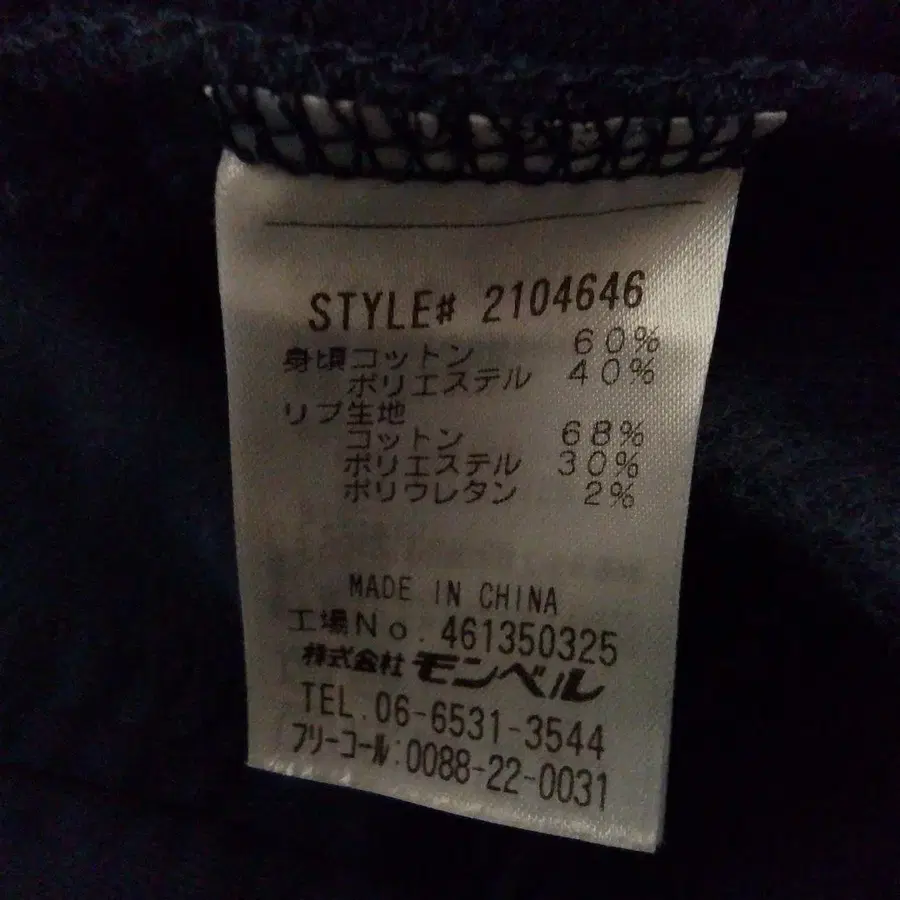 STYLE# 2104646
身頃コットン 60%
ポリエステル 40%
リブ生地
コットン 68%
ポリエステル 30%
ポリウレタン 2%
MADE IN CHINA
工場No. 461350325
株式会社 モンベル
TEL.06-6531-3544
フリーコール:0088-22-0031